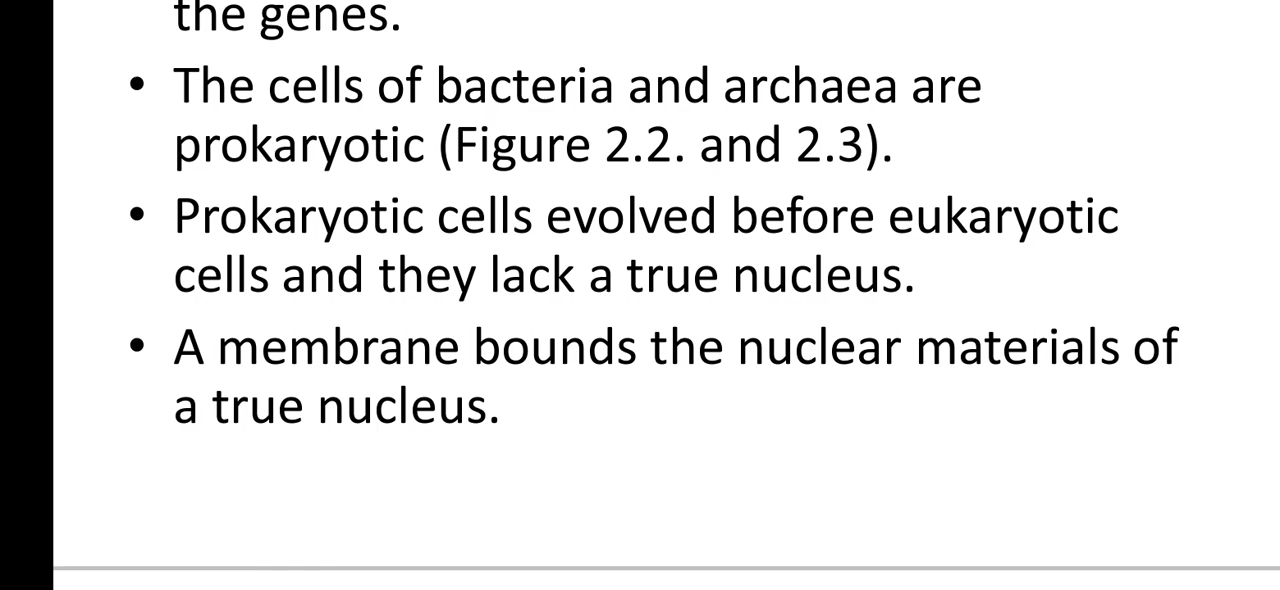 the genes.
• The cells of bacteria and archaea are
prokaryotic (Figure 2.2. and 2.3).
• Prokaryotic cells evolved before eukaryotic
cells and they lack a true nucleus.
• A membrane bounds the nuclear materials of
a true nucleus.